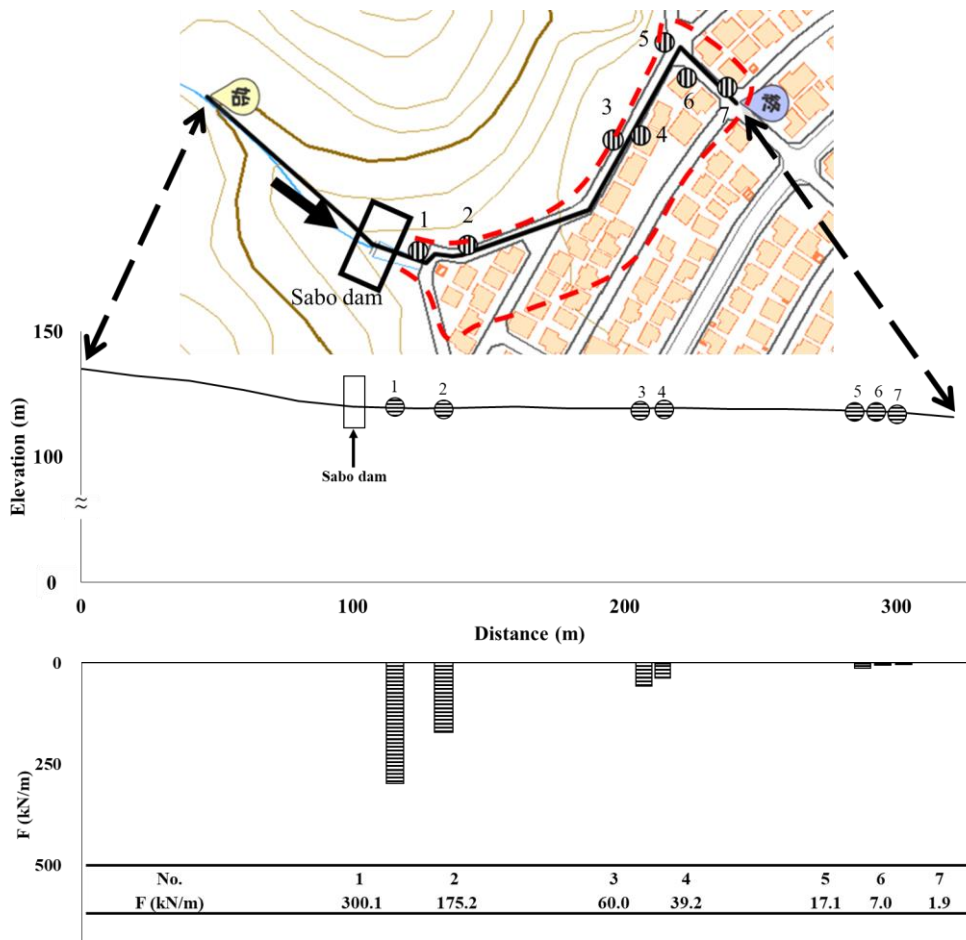 5
始
6
終
3
7
4
1
2
Sabo dam
150
1
2
3 4
5 6 7
100
Sabo dam
Elevation (m)
≈
0
0 100 200 300
Distance (m)
0
250
F (kN/m)
500
No. 1 2 3 4 5 6 7
F (kN/m) 300.1 175.2 60.0 39.2 17.1 7.0 1.9